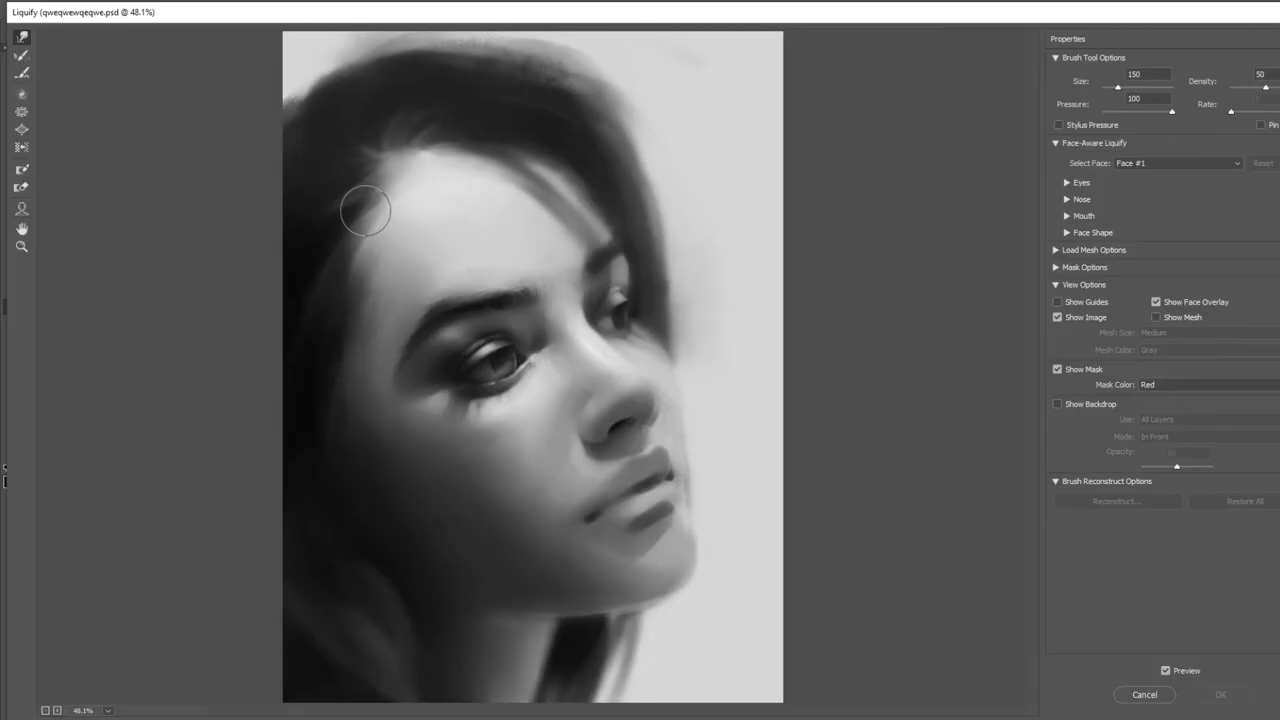 Liquify (qweqwewqeqwe.psd @ 48.1%)
Properties
Brush Tool Options
Size: 150 Density: 50
Pressure: 100 Rate:
Stylus Pressure Pin
Face-Aware Liquify
Select Face: Face #1 Reset
Eyes
Nose
Mouth
Face Shape
Load Mesh Options
Mask Options
View Options
Show Guides Show Face Overlay
Show Image Show Mesh
Mesh Size: Medium
Mesh Color: Gray
Show Mask
Mask Color: Red
Show Backdrop
Use: All Layers
Mode: In Front
Opacity:
Brush Reconstruct Options
Reconstruct... Restore All
Preview
Cancel OK
48.1%